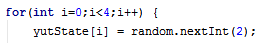 for(int i=0;i<4;i++) {
    yutState[i] = random.nextInt(2);